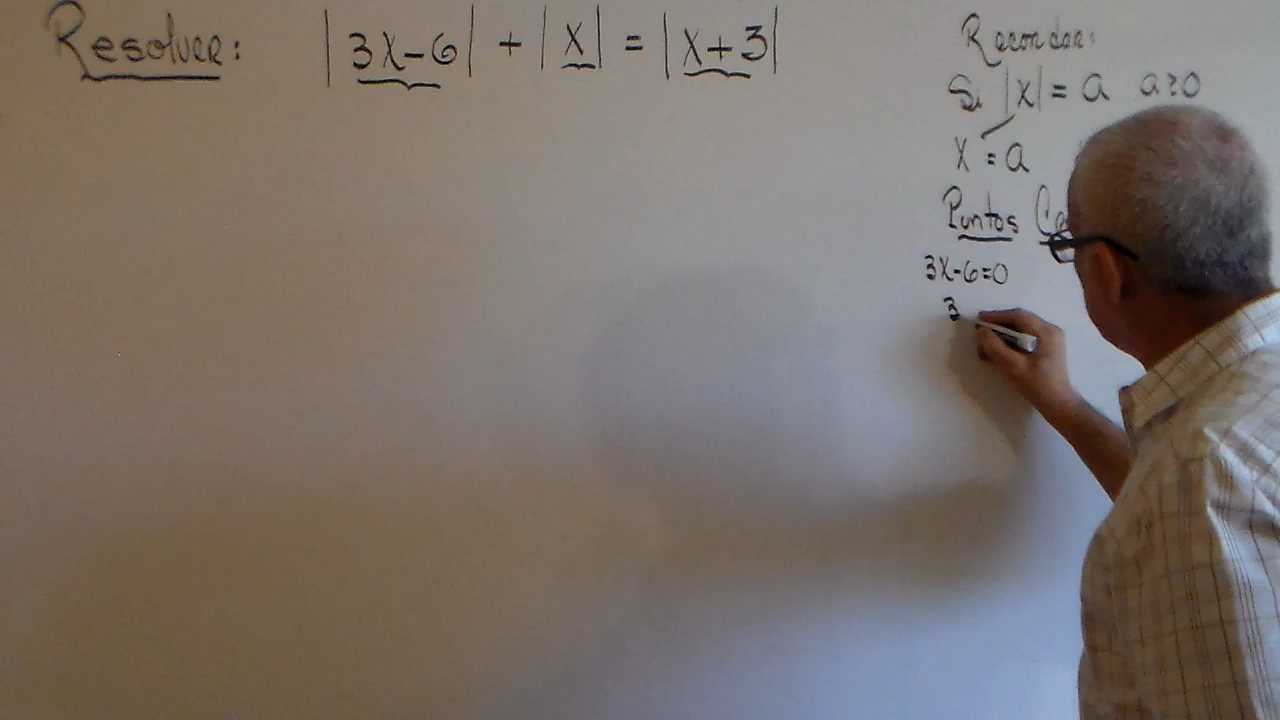 Resolver: |3X-6| + |X| = |X+3|
Recordar:
Si |X| = a a≥0
X = a
Puntos
3X-6=0
3